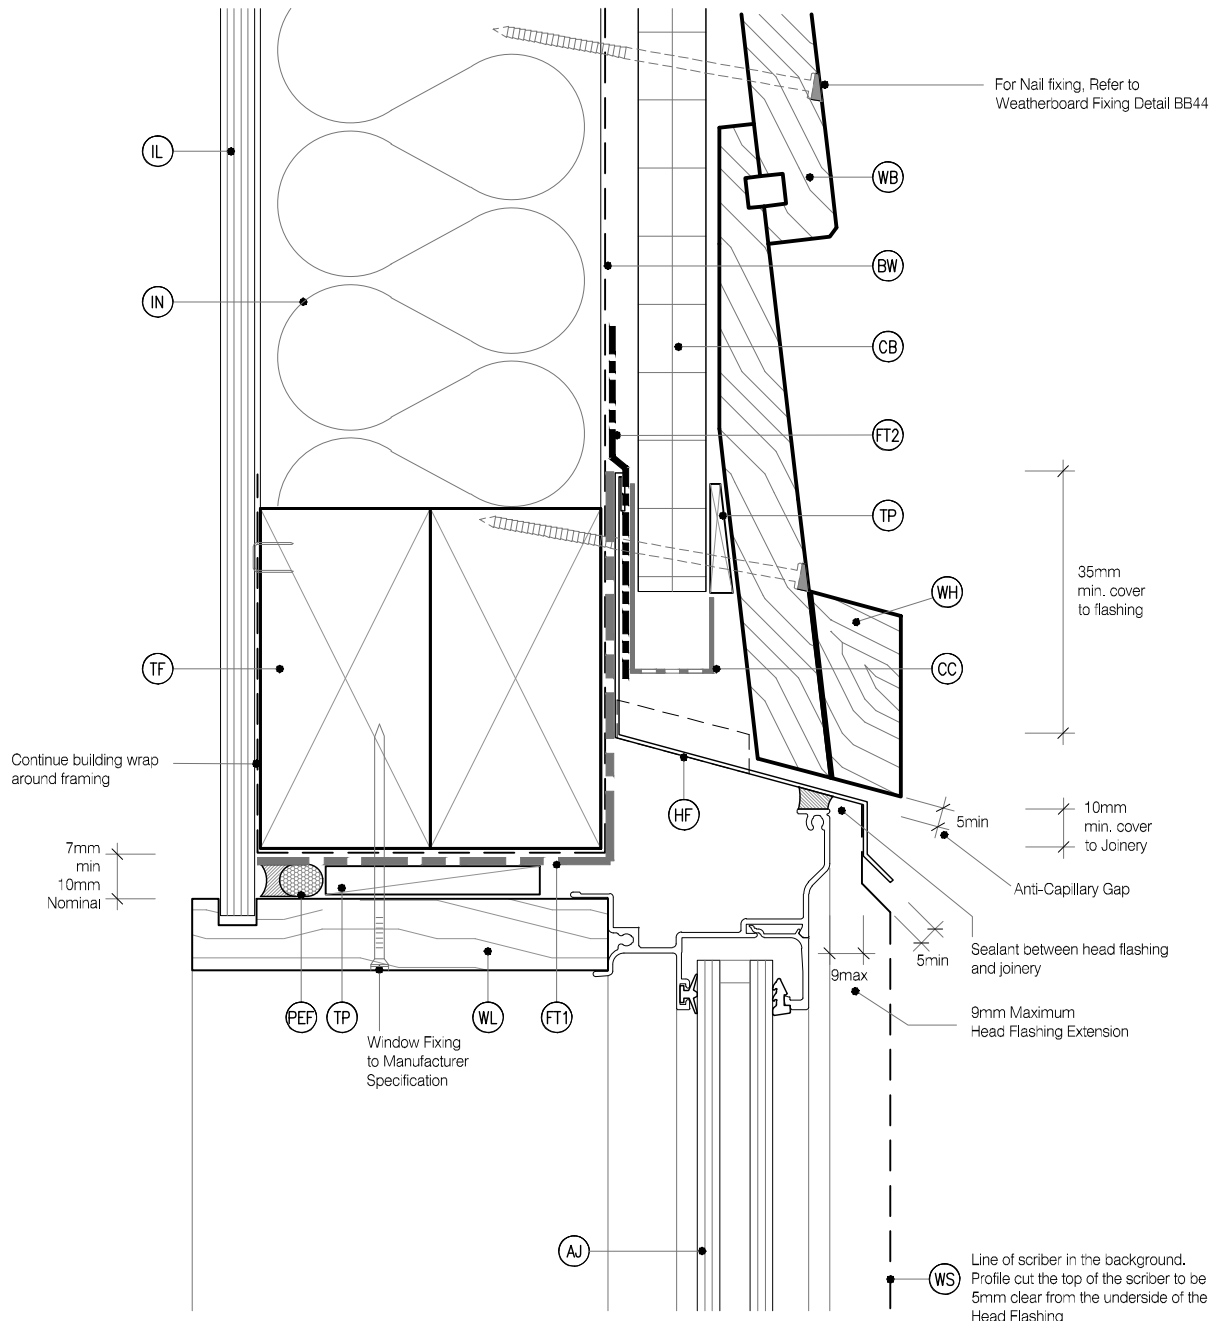 For Nail fixing, Refer to
Weatherboard Fixing Detail BB44
IL
WB
BW
IN
CB
FT2
TP
35mm
min. cover
to flashing
WH
TF
CC
Continue building wrap
around framing
HF
10mm
min. cover
to Joinery
5min
7mm
min
10mm
Nominal
Anti-Capillary Gap
Sealant between head flashing
and joinery
5min
9max
PEF
TP
WL
FT1
9mm Maximum
Head Flashing Extension
Window Fixing
to Manufacturer
Specification
AJ
WS
Line of scriber in the background.
Profile cut the top of the scriber to be
5mm clear from the underside of the
Head Flashing